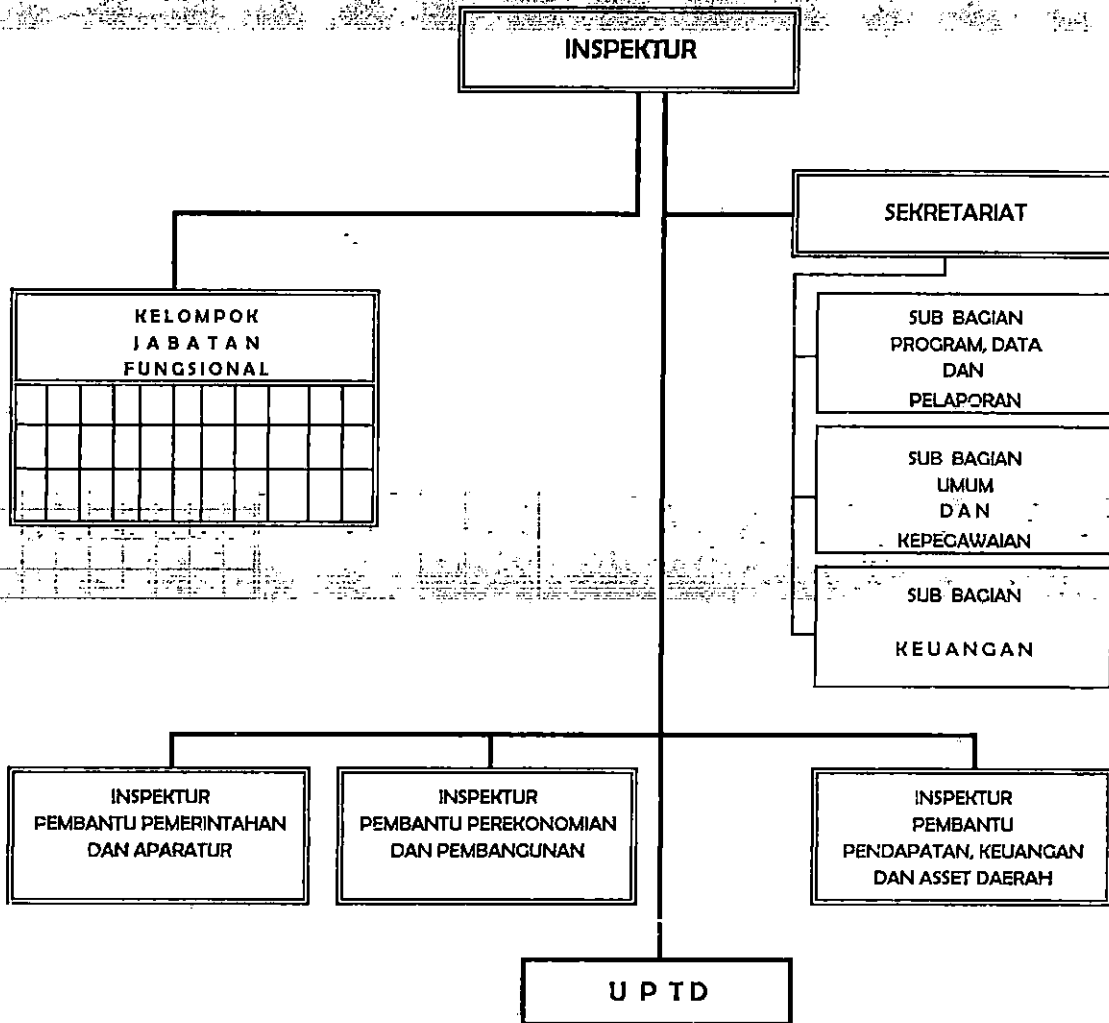 INSPEKTUR
SEKRETARIAT
KELOMPOK
JABATAN
FUNGSIONAL
SUB BAGIAN
PROGRAM, DATA
DAN
PELAPORAN
SUB BAGIAN
UMUM
DAN
KEPEGAWAIAN
SUB BAGIAN
KEUANGAN
INSPEKTUR
PEMBANTU PEMERINTAHAN
DAN APARATUR
INSPEKTUR
PEMBANTU PEREKONOMIAN
DAN PEMBANGUNAN
INSPEKTUR
PEMBANTU
PENDAPATAN, KEUANGAN
DAN ASSET DAERAH
U P TD